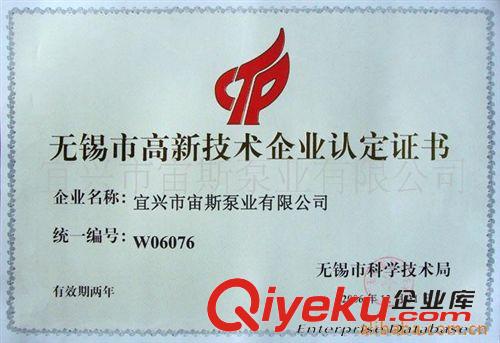 CTP
无锡市高新技术企业认定证书
宜兴市宙斯泵业有限公司
企业名称：宜兴市宙斯泵业有限公司
统一编号：W06076
无锡市科学技术局
有效期两年
Qiyeku.com 企业库
Enterprise Database